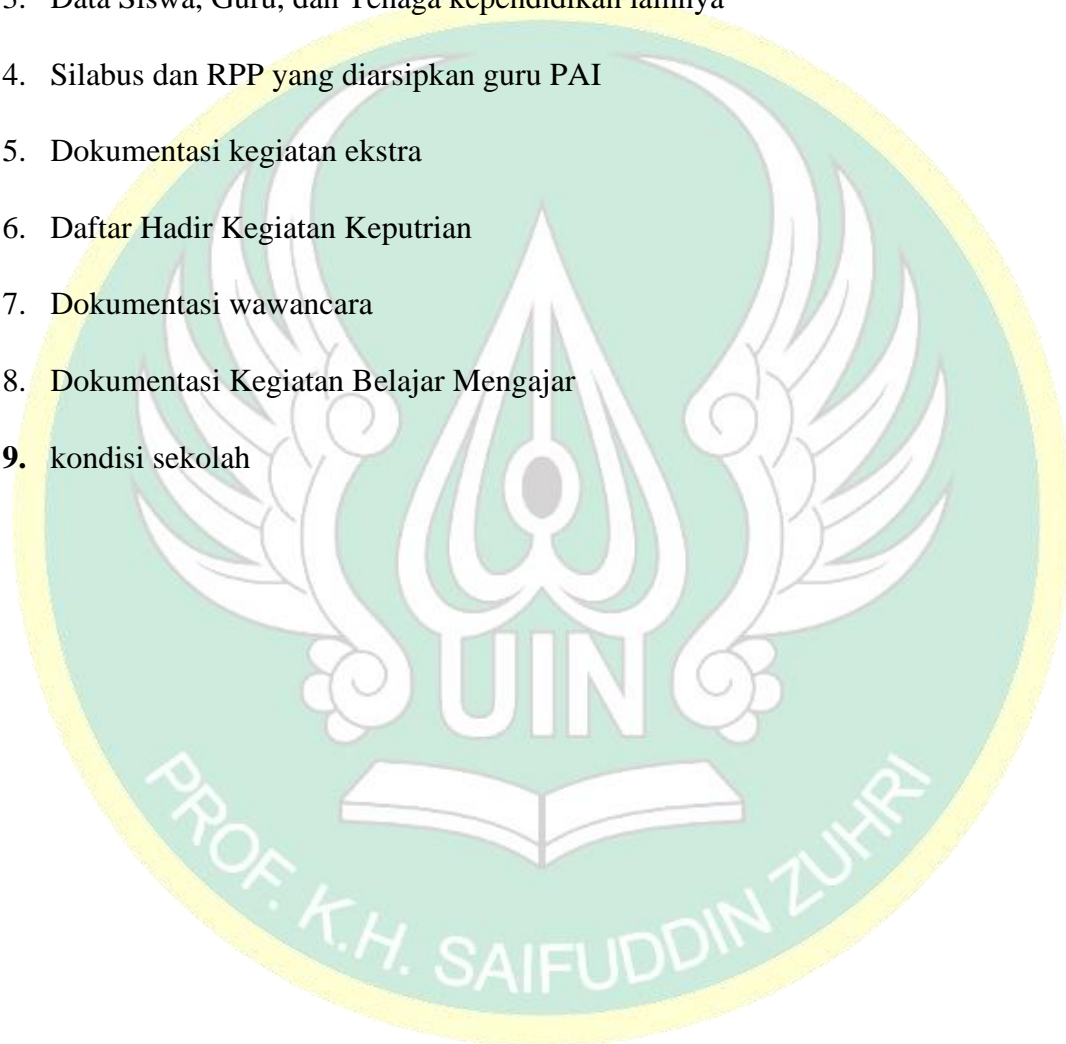 3. Data Siswa, Guru, dan Tenaga kependidikan lainnya
4. Silabus dan RPP yang diarsipkan guru PAI
5. Dokumentasi kegiatan ekstra
6. Daftar Hadir Kegiatan Keputrian
7. Dokumentasi wawancara
8. Dokumentasi Kegiatan Belajar Mengajar
9. kondisi sekolah
UIN
PROF. K.H. SAIFUDDIN ZUHRI